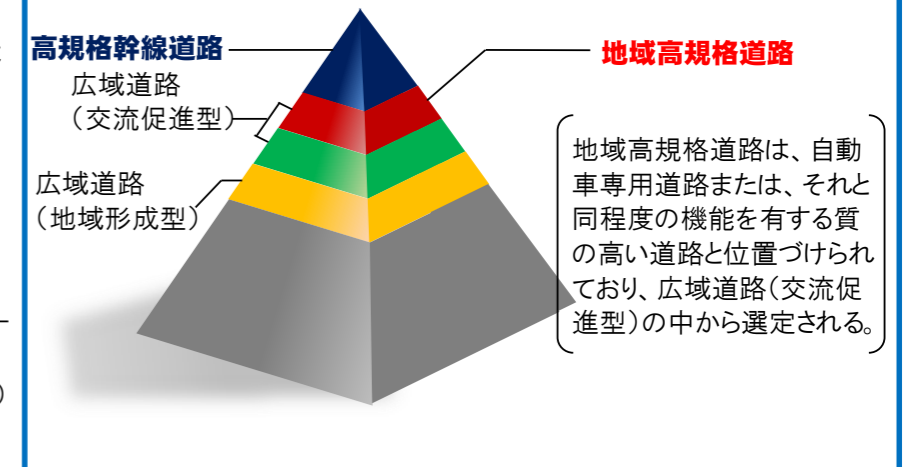 高規格幹線道路
地域高規格道路
広域道路
（交流促進型）
広域道路
（地域形成型）
地域高規格道路は、自動
車専用道路または、それと
同程度の機能を有する質
の高い道路と位置づけられ
ており、広域道路（交流促
進型）の中から選定される。
）